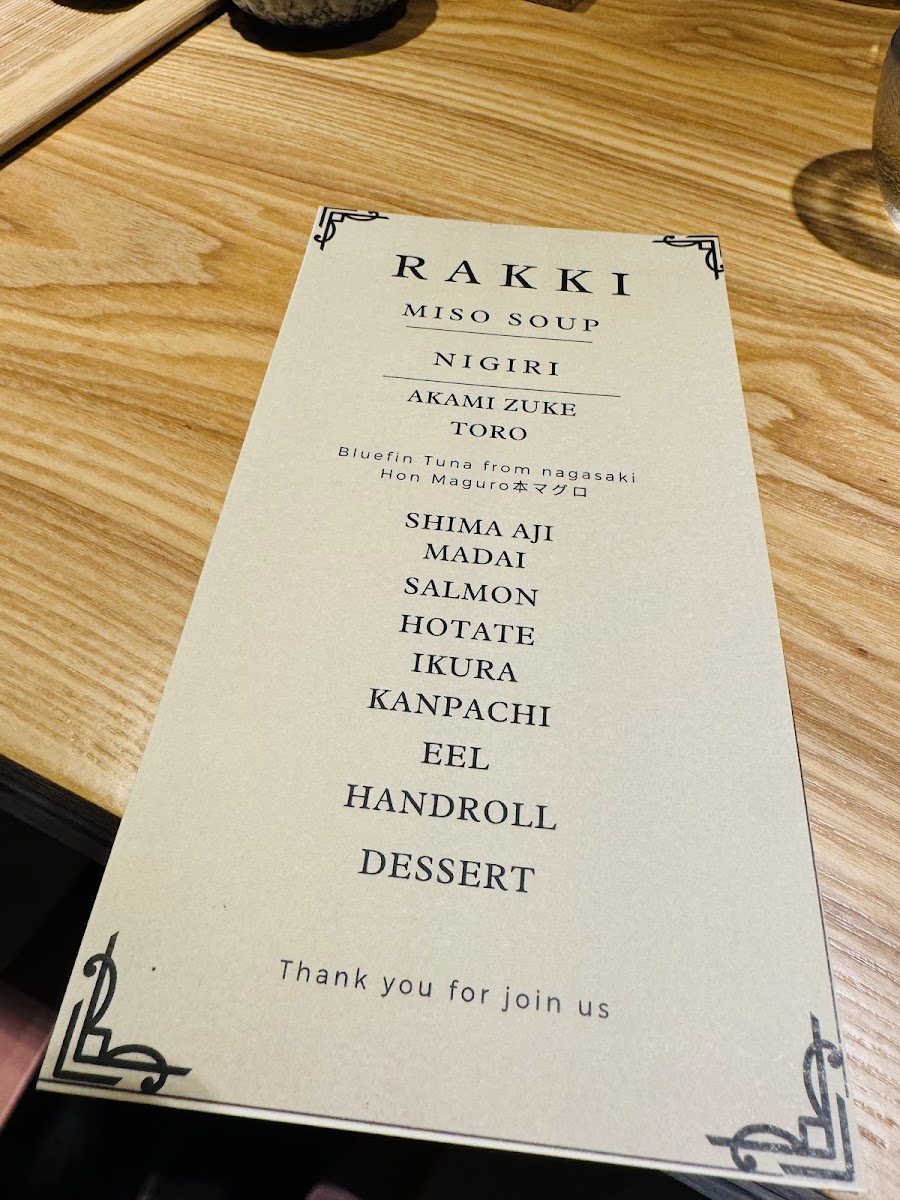 RAKKI
MISO SOUP
NIGIRI
AKAMI ZUKE
TORO
Bluefin Tuna from nagasaki
Hon Maguro本マグロ
SHIMA AJI
MADAI
SALMON
HOTATE
IKURA
KANPACHI
EEL
HANDROLL
DESSERT
Thank you for join us